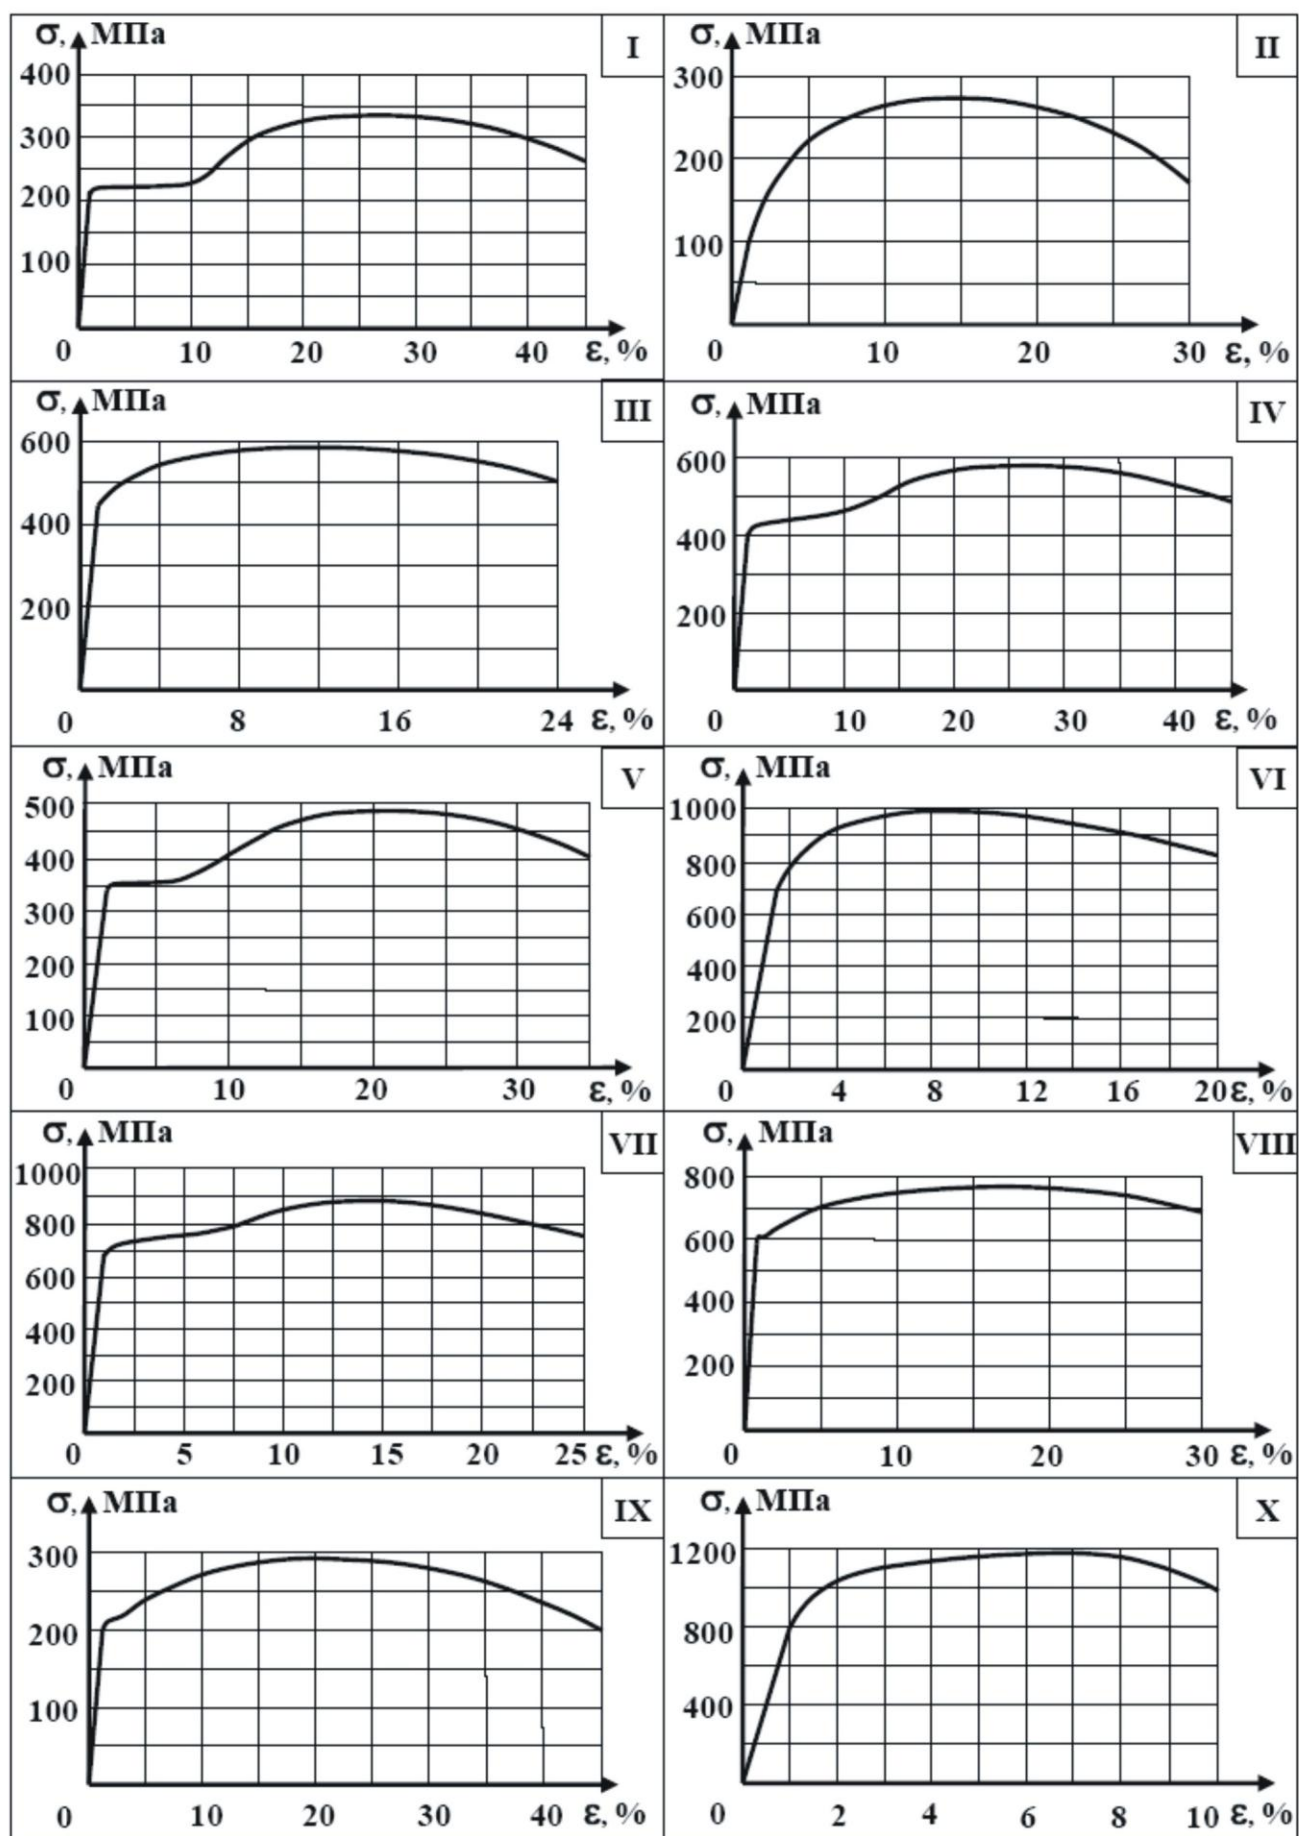 σ, МПа I
400
300
200
100
0 10 20 30 40 ε, %
σ, МПа II
300
200
100
0 10 20 30 ε, %
σ, МПа III
600
400
200
0 8 16 24 ε, %
σ, МПа IV
600
400
200
0 10 20 30 40 ε, %
σ, МПа V
500
400
300
200
100
0 10 20 30 ε, %
σ, МПа VI
1000
800
600
400
200
0 4 8 12 16 20 ε, %
σ, МПа VII
1000
800
600
400
200
0 5 10 15 20 25 ε, %
σ, МПа VIII
800
600
400
200
0 10 20 30 ε, %
σ, МПа IX
300
200
100
0 10 20 30 40 ε, %
σ, МПа X
1200
800
400
0 2 4 6 8 10 ε, %